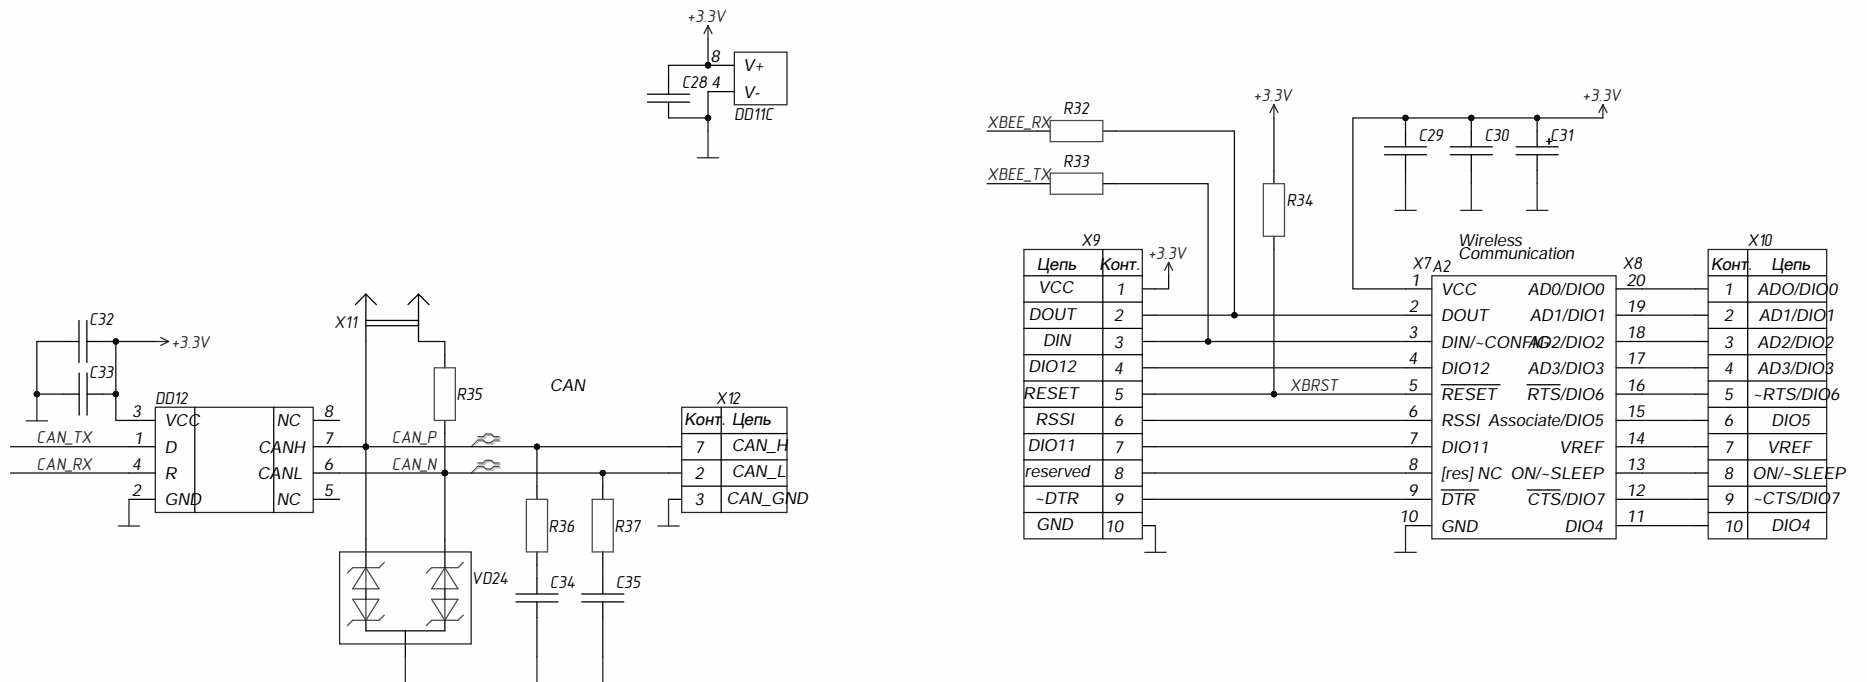 +3.3V
8
V+
C28
4
V-
DD11C
C32
+3.3V
C33
DD12
3
VCC
NC
8
CAN_TX
1
D
CANH
7
CAN_RX
4
R
CANL
6
2
GND
NC
5
X11
R35
CAN
CAN_P
CAN_N
X12
Конт.
Цепь
7
CAN_H
2
CAN_L
3
CAN_GND
R36
R37
VD24
C34
C35
XBEE_RX
R32
XBEE_TX
R33
+3.3V
R34
+3.3V
C29
C30
+
C31
X9
Цепь
Конт.
+3.3V
VCC
1
DOUT
2
DIN
3
DIO12
4
RESET
5
RSSI
6
DIO11
7
reserved
8
~DTR
9
GND
10
XBRST
Wireless
Communication
X7
A2
X8
1
VCC
AD0/DIO0
20
2
DOUT
AD1/DIO1
19
3
DIN/~CONFIG
AD2/DIO2
18
4
DIO12
AD3/DIO3
17
5
RESET
RTS/DIO6
16
6
RSSI
Associate/DIO5
15
7
DIO11
VREF
14
8
[res] NC
ON/~SLEEP
13
9
DTR
CTS/DIO7
12
10
GND
DIO4
11
X10
Конт.
Цепь
1
ADO/DIO0
2
AD1/DIO1
3
AD2/DIO2
4
AD3/DIO3
5
~RTS/DIO6
6
DIO5
7
VREF
8
ON/~SLEEP
9
~CTS/DIO7
10
DIO4